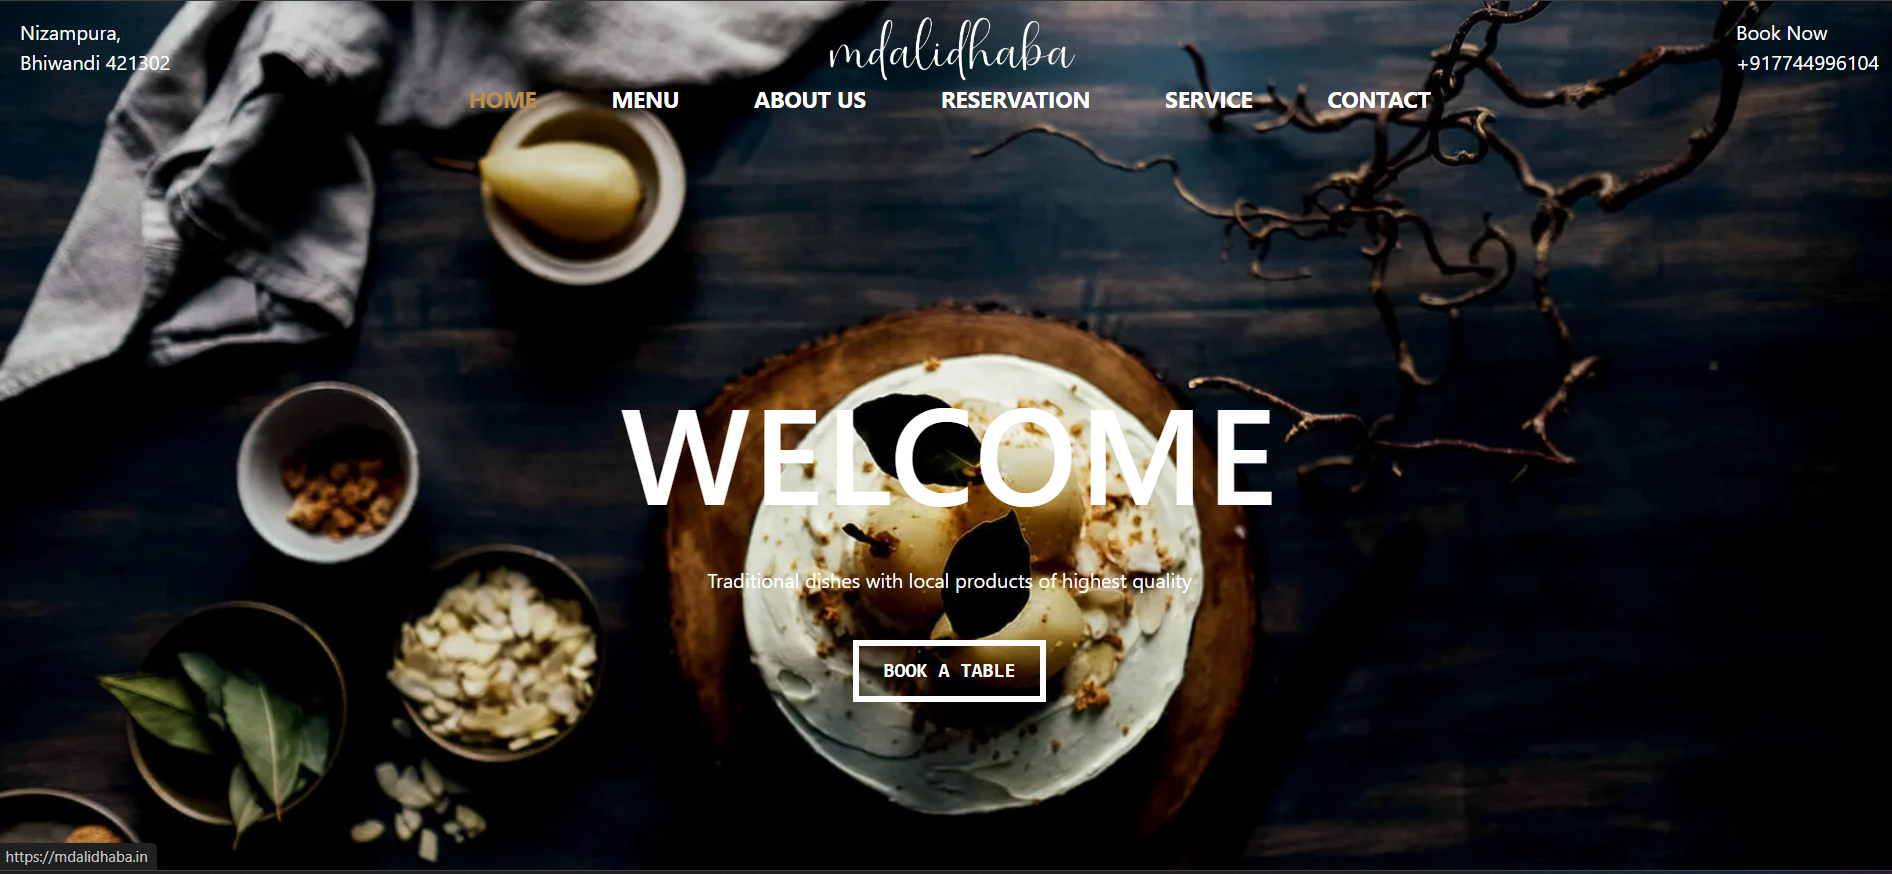 Nizampura,
Bhiwandi 421302
mdalidhaba
Book Now
+917744996104
HOME MENU ABOUT US RESERVATION SERVICE CONTACT
WELCOME
Traditional dishes with local products of highest quality
BOOK A TABLE
https://mdalidhaba.in